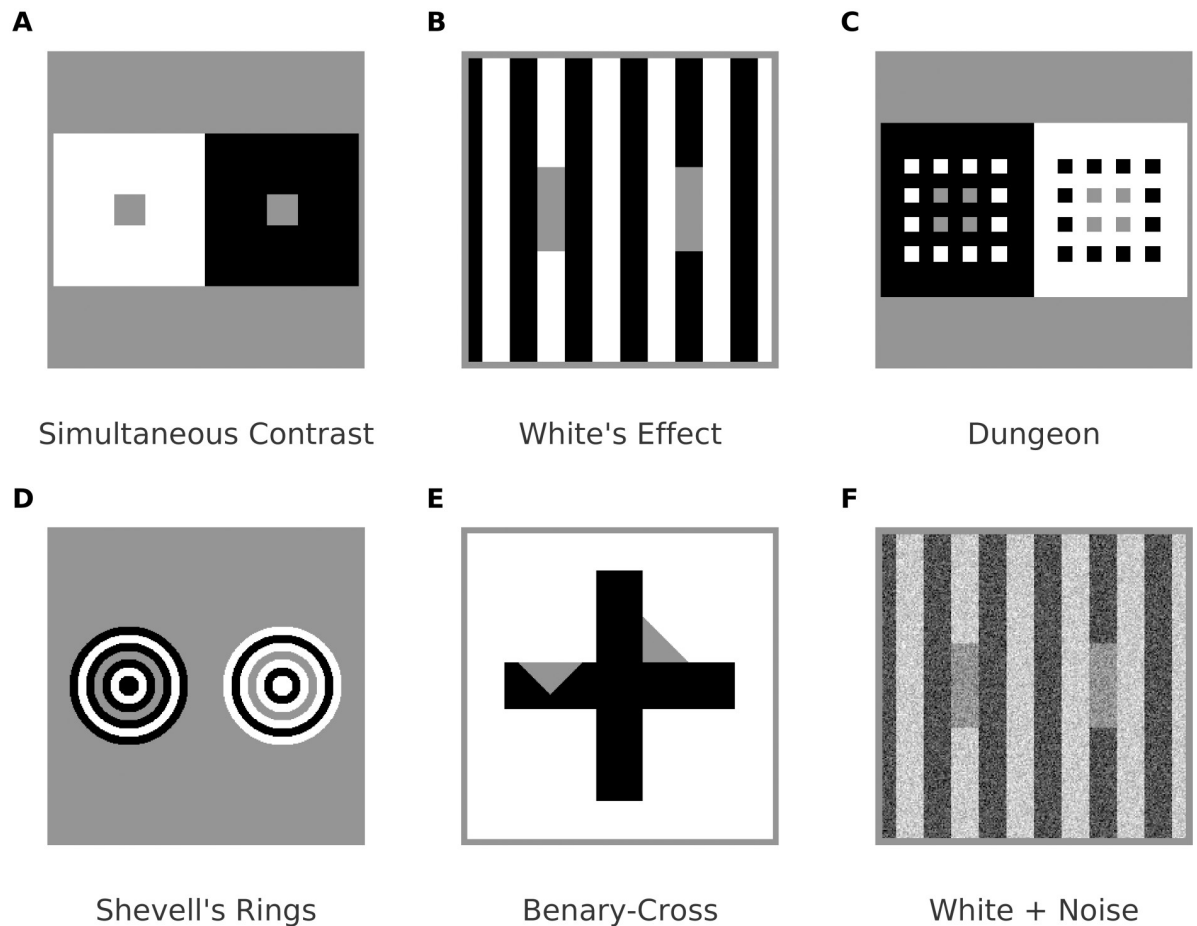 A
B
C
Simultaneous Contrast
White's Effect
Dungeon
D
E
F
Shevell's Rings
Benary-Cross
White + Noise